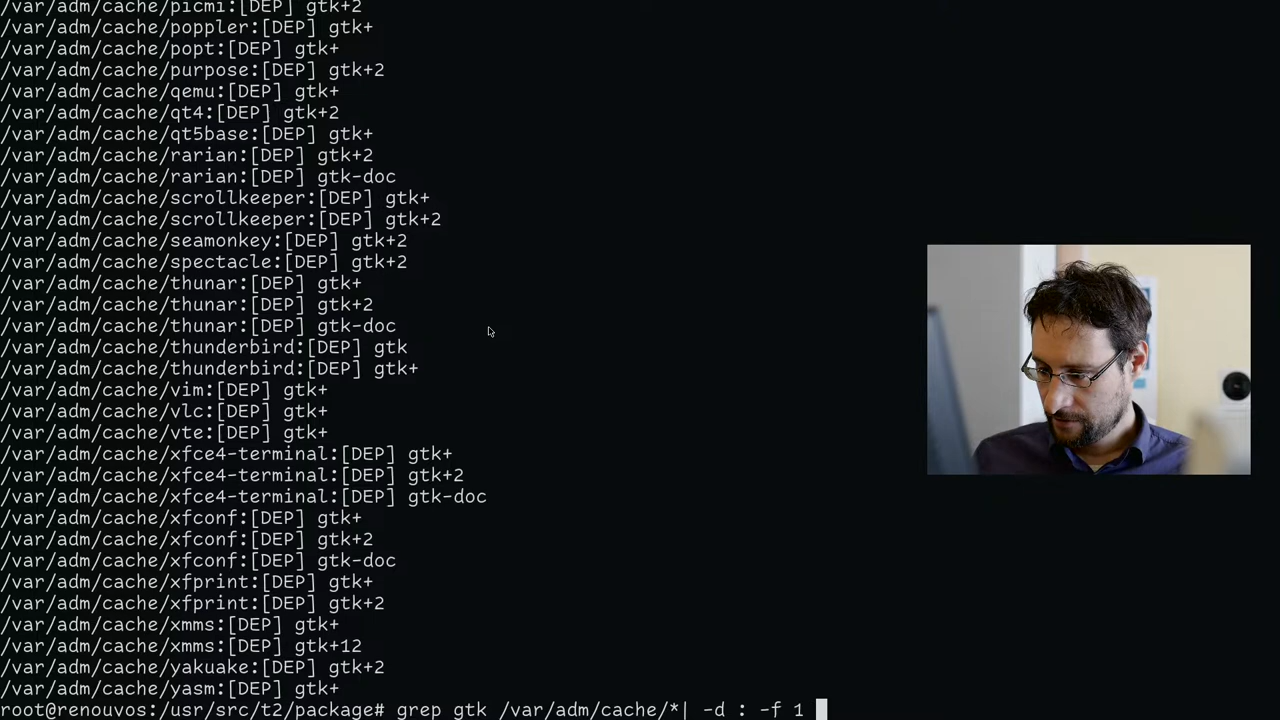 /var/adm/cache/picmi:[DEP] gtk+2
/var/adm/cache/poppler:[DEP] gtk+
/var/adm/cache/popt:[DEP] gtk+
/var/adm/cache/purpose:[DEP] gtk+2
/var/adm/cache/qemu:[DEP] gtk+
/var/adm/cache/qt4:[DEP] gtk+2
/var/adm/cache/qt5base:[DEP] gtk+
/var/adm/cache/rarian:[DEP] gtk+2
/var/adm/cache/rarian:[DEP] gtk-doc
/var/adm/cache/scrollkeeper:[DEP] gtk+
/var/adm/cache/scrollkeeper:[DEP] gtk+2
/var/adm/cache/seamonkey:[DEP] gtk+2
/var/adm/cache/spectacle:[DEP] gtk+2
/var/adm/cache/thunar:[DEP] gtk+
/var/adm/cache/thunar:[DEP] gtk+2
/var/adm/cache/thunar:[DEP] gtk-doc
/var/adm/cache/thunderbird:[DEP] gtk
/var/adm/cache/thunderbird:[DEP] gtk+
/var/adm/cache/vim:[DEP] gtk+
/var/adm/cache/vlc:[DEP] gtk+
/var/adm/cache/vte:[DEP] gtk+
/var/adm/cache/xfce4-terminal:[DEP] gtk+
/var/adm/cache/xfce4-terminal:[DEP] gtk+2
/var/adm/cache/xfce4-terminal:[DEP] gtk-doc
/var/adm/cache/xfconf:[DEP] gtk+
/var/adm/cache/xfconf:[DEP] gtk+2
/var/adm/cache/xfconf:[DEP] gtk-doc
/var/adm/cache/xfprint:[DEP] gtk+
/var/adm/cache/xfprint:[DEP] gtk+2
/var/adm/cache/xmms:[DEP] gtk+
/var/adm/cache/xmms:[DEP] gtk+12
/var/adm/cache/yakuake:[DEP] gtk+2
/var/adm/cache/yasm:[DEP] gtk+
root@renouvos:/usr/src/t2/package# grep gtk /var/adm/cache/*| -d : -f 1